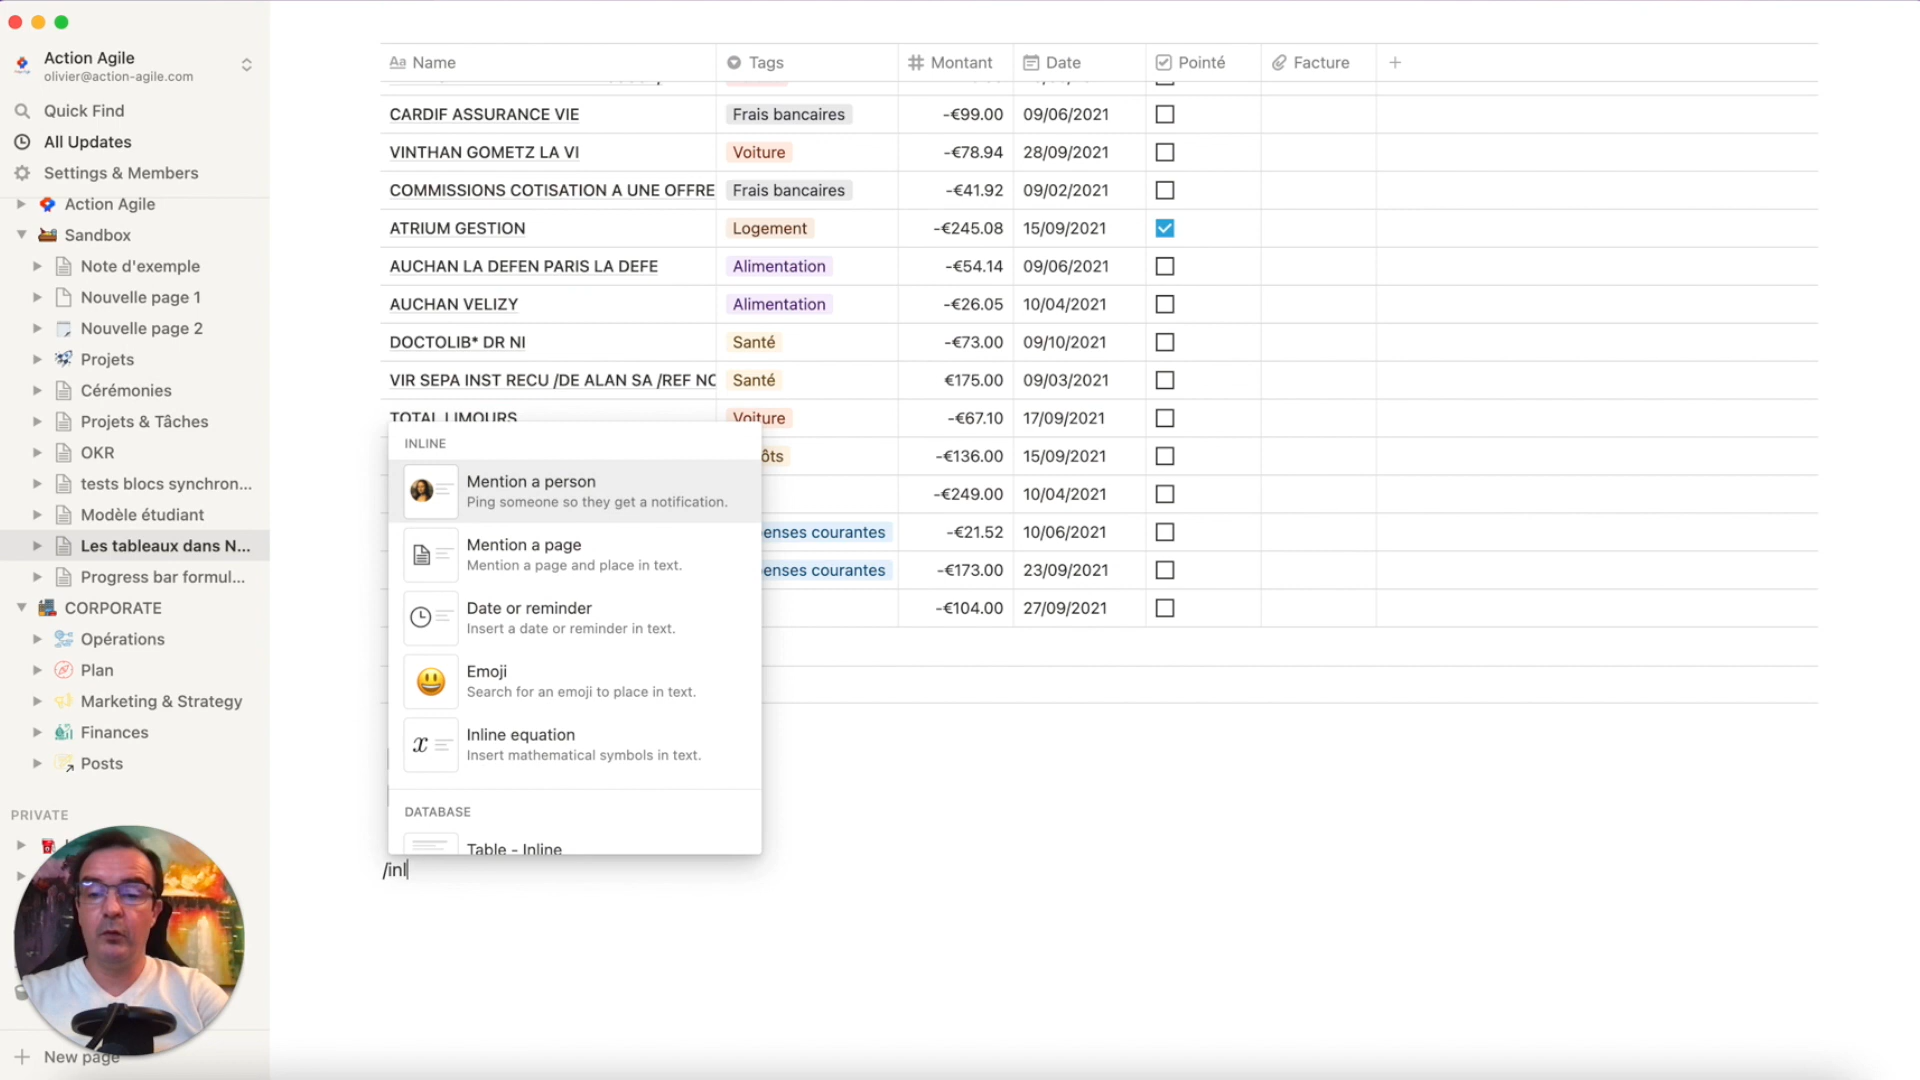 Action Agile
olivier@action-agile.com
Quick Find
All Updates
Settings & Members
Action Agile
Sandbox
Note d'exemple
Nouvelle page 1
Nouvelle page 2
Projets
Cérémonies
Projets & Tâches
OKR
tests blocs synchron...
Modèle étudiant
Les tableaux dans N...
Progress bar formul...
CORPORATE
Opérations
Plan
Marketing & Strategy
Finances
Posts
PRIVATE
New page
Aa Name Tags Montant Date Pointé Facture
CARDIF ASSURANCE VIE Frais bancaires -€99.00 09/06/2021
VINTHAN GOMETZ LA VI Voiture -€78.94 28/09/2021
COMMISSIONS COTISATION A UNE OFFRE Frais bancaires -€41.92 09/02/2021
ATRIUM GESTION Logement -€245.08 15/09/2021
AUCHAN LA DEFEN PARIS LA DEFE Alimentation -€54.14 09/06/2021
AUCHAN VELIZY Alimentation -€26.05 10/04/2021
DOCTOLIB* DR NI Santé -€73.00 09/10/2021
VIR SEPA INST RECU /DE ALAN SA /REF NO Santé €175.00 09/03/2021
TOTAL LIMOURS Voiture -€67.10 17/09/2021
ôts -€136.00 15/09/2021
-€249.00 10/04/2021
enses courantes -€21.52 10/06/2021
enses courantes -€173.00 23/09/2021
-€104.00 27/09/2021
INLINE
Mention a person
Ping someone so they get a notification.
Mention a page
Mention a page and place in text.
Date or reminder
Insert a date or reminder in text.
Emoji
Search for an emoji to place in text.
Inline equation
Insert mathematical symbols in text.
DATABASE
Table - Inline
/inl